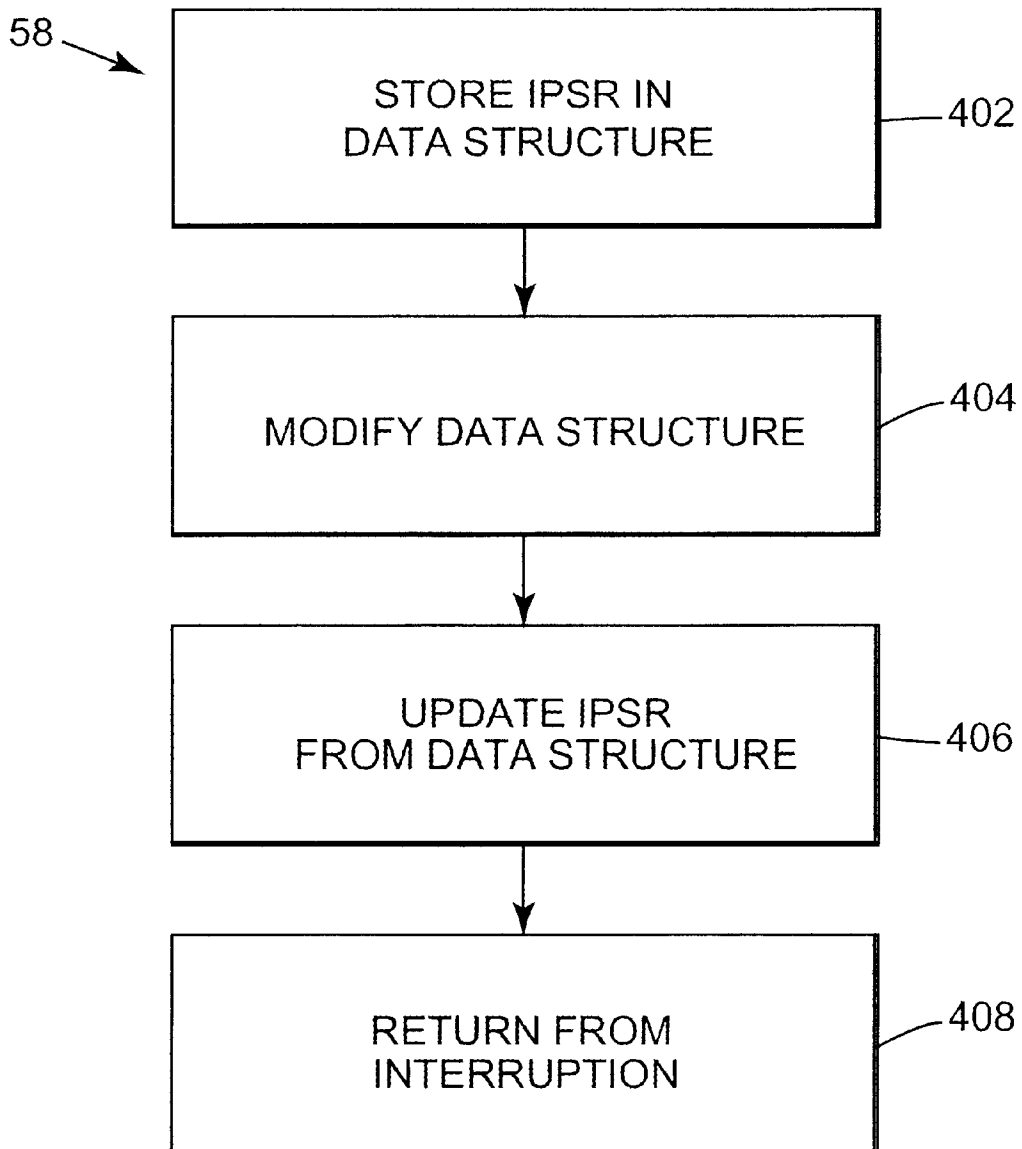 58
STORE IPSR IN
DATA STRUCTURE
402
MODIFY DATA STRUCTURE
404
UPDATE IPSR
FROM DATA STRUCTURE
406
RETURN FROM
INTERRUPTION
408